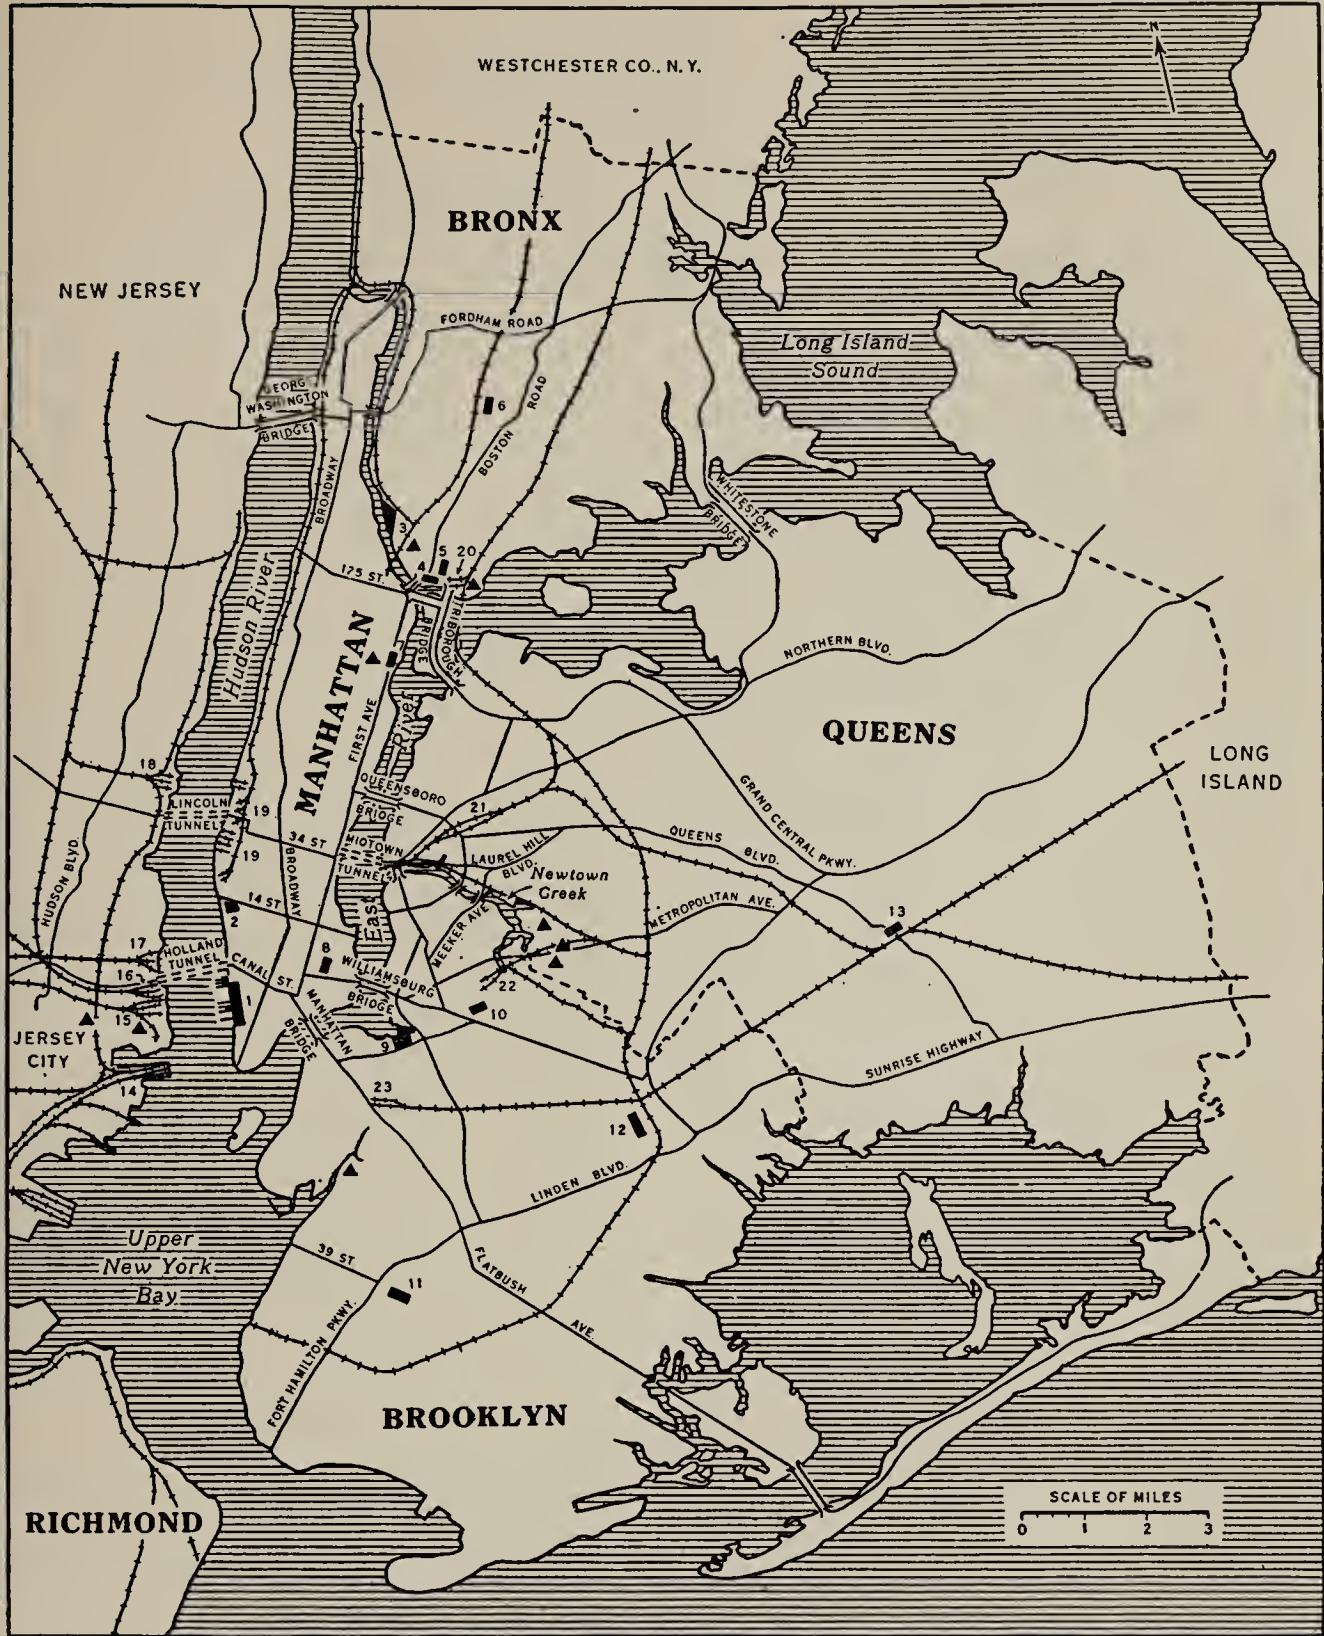 N
WESTCHESTER CO., N.Y.
BRONX
NEW JERSEY
FORDHAM ROAD
Long Island
Sound
GEORG
WASHINGTON
BRIDGE
6
BOSTON ROAD
BROADWAY
WHITESTONE
BRIDGE
3
5
20
4
175 ST.
Hudson River
TRIBOROUGH
BRIDGE
MANHATTAN
NORTHERN BLVD.
FIRST AVE
River
QUEENS
LONG
ISLAND
18
QUEENSBORO
BRIDGE
GRAND CENTRAL PKWY.
LINCOLN
TUNNEL
19
21
34 ST
MIDTOWN
TUNNEL
QUEENS
BLVD.
LAUREL HILL
BLVD.
19
HUDSON BLVD.
BROADWAY
Newtown
Creek
14 ST
2
East
MEEKER AVE
METROPOLITAN AVE.
13
17
HOLLAND
TUNNEL
CANAL ST.
8
WILLIAMSBURG
BRIDGE
16
22
1
MANHATTAN
BRIDGE
10
15
JERSEY
CITY
9
SUNRISE HIGHWAY
14
23
12
LINDEN BLVD.
Upper
New York
Bay
39 ST
FLATBUSH
AVE.
11
FORT HAMILTON PKWY.
BROOKLYN
RICHMOND
SCALE OF MILES
0 1 2 3